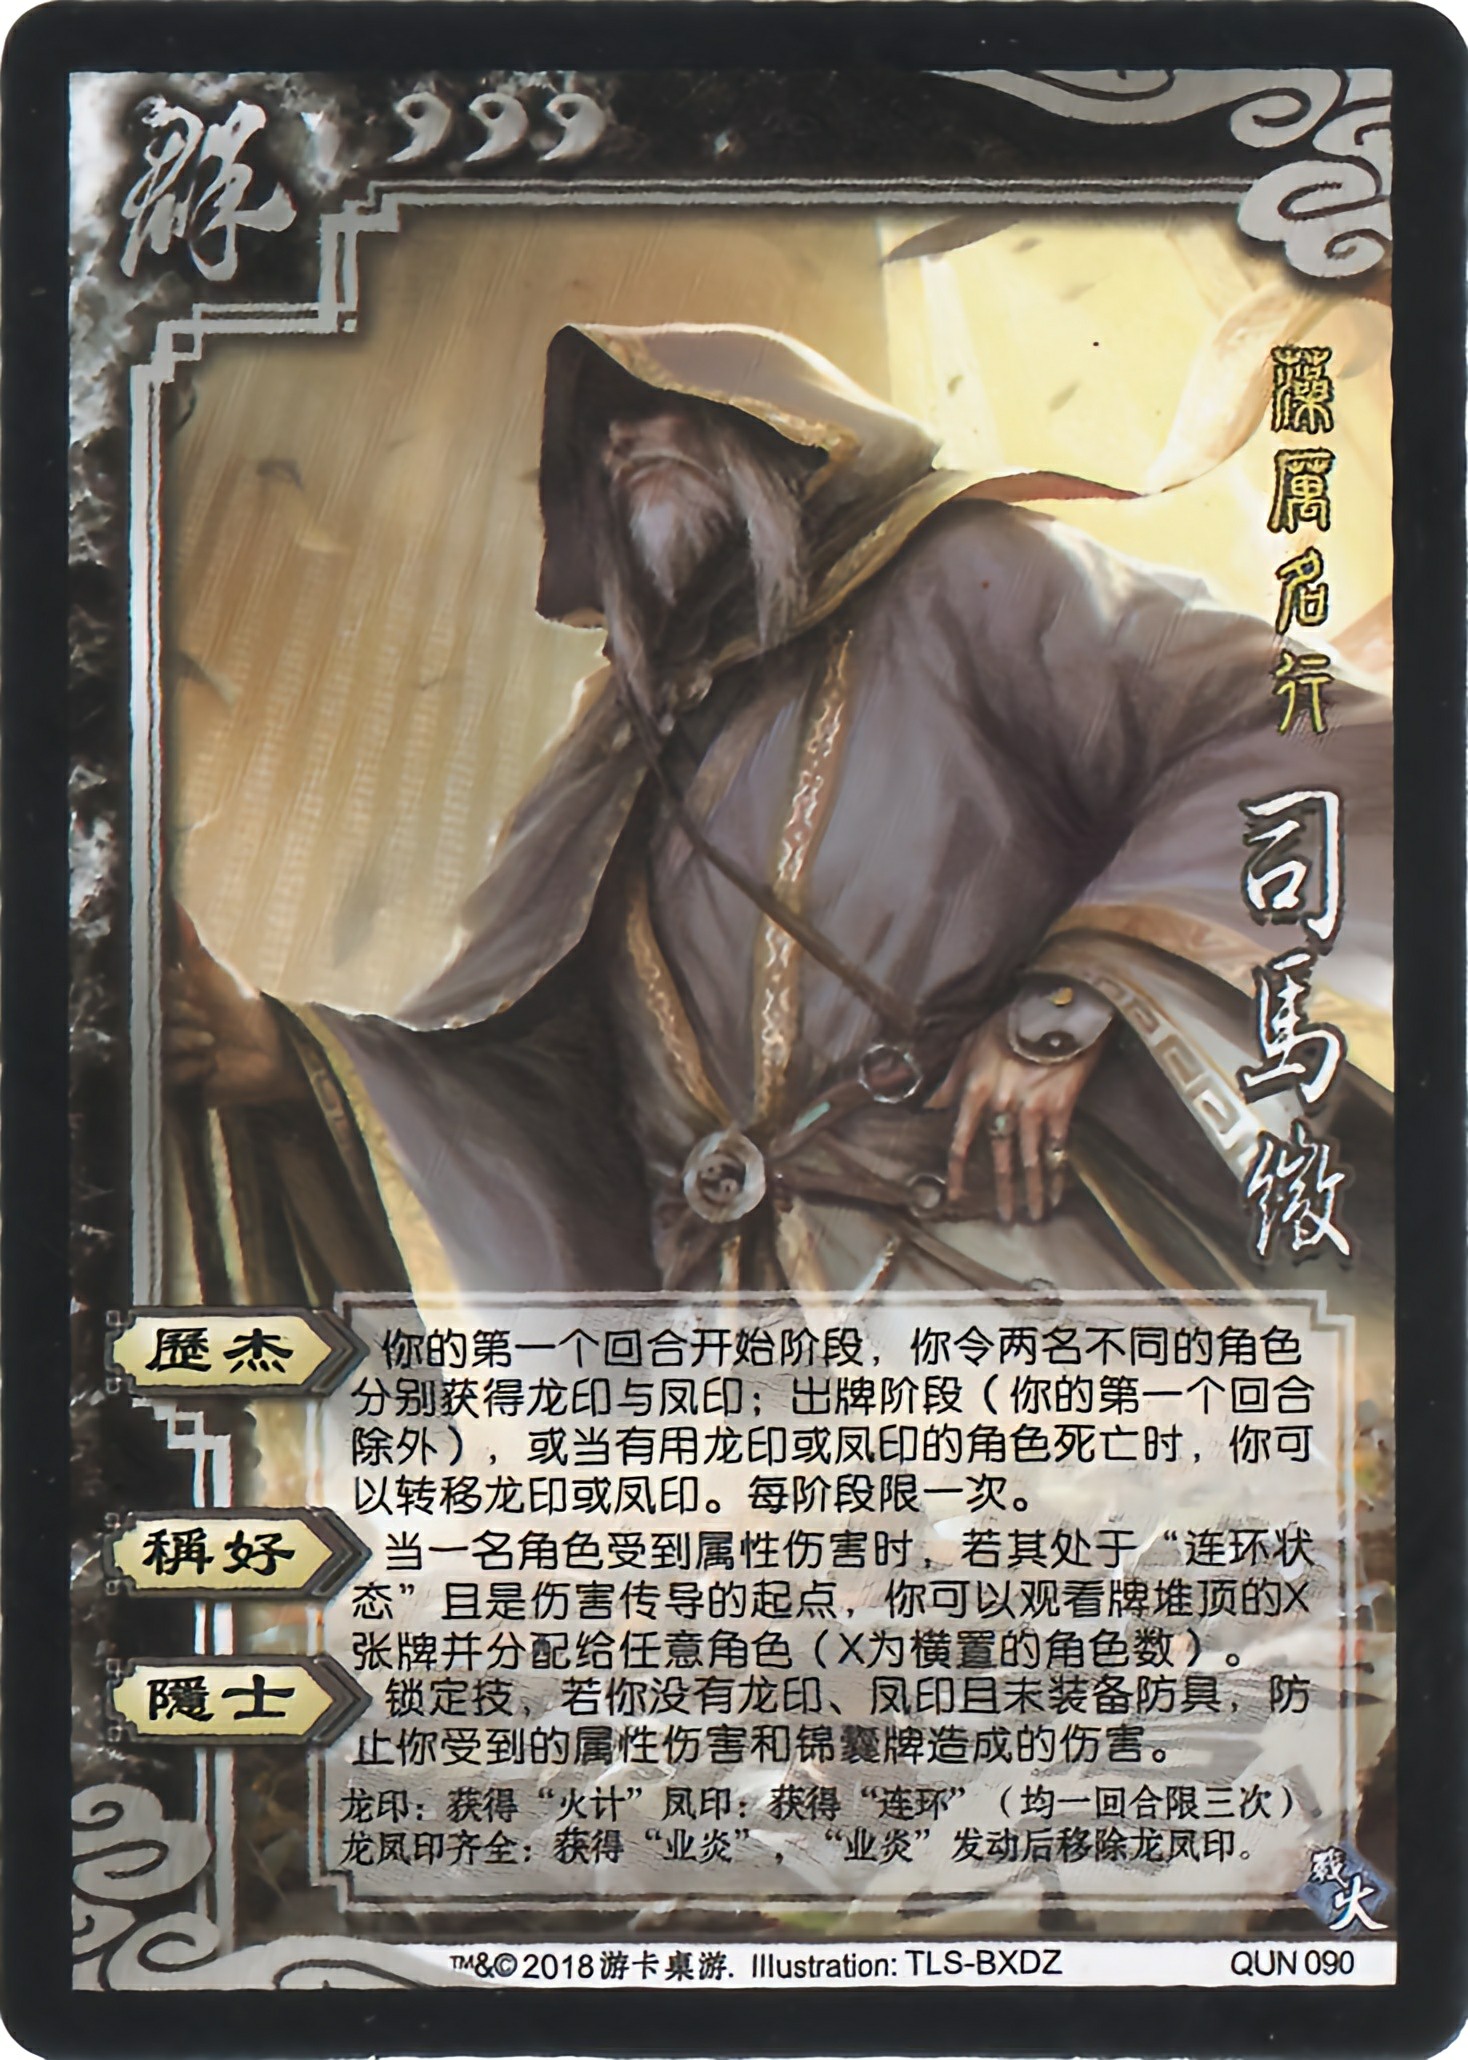 群
藻厲名行
司馬徽
歷杰
你的第一个回合开始阶段，你令两名不同的角色
分别获得龙印与凤印；出牌阶段（你的第一个回合
除外），或当有用龙印或凤印的角色死亡时，你可
以转移龙印或凤印。每阶段限一次。
稱好
当一名角色受到属性伤害时，若其处于“连环状
态”且是伤害传导的起点，你可以观看牌堆顶的X
张牌并分配给任意角色（X为横置的角色数）。
隱士
锁定技，若你没有龙印、凤印且未装备防具，防
止你受到的属性伤害和锦囊牌造成的伤害。
龙印：获得“火计”凤印：获得“连环”（均一回合限三次）
龙凤印齐全：获得“业炎”，“业炎”发动后移除龙凤印。
戰火
™&©2018游卡桌游. Illustration: TLS-BXDZ
QUN 090